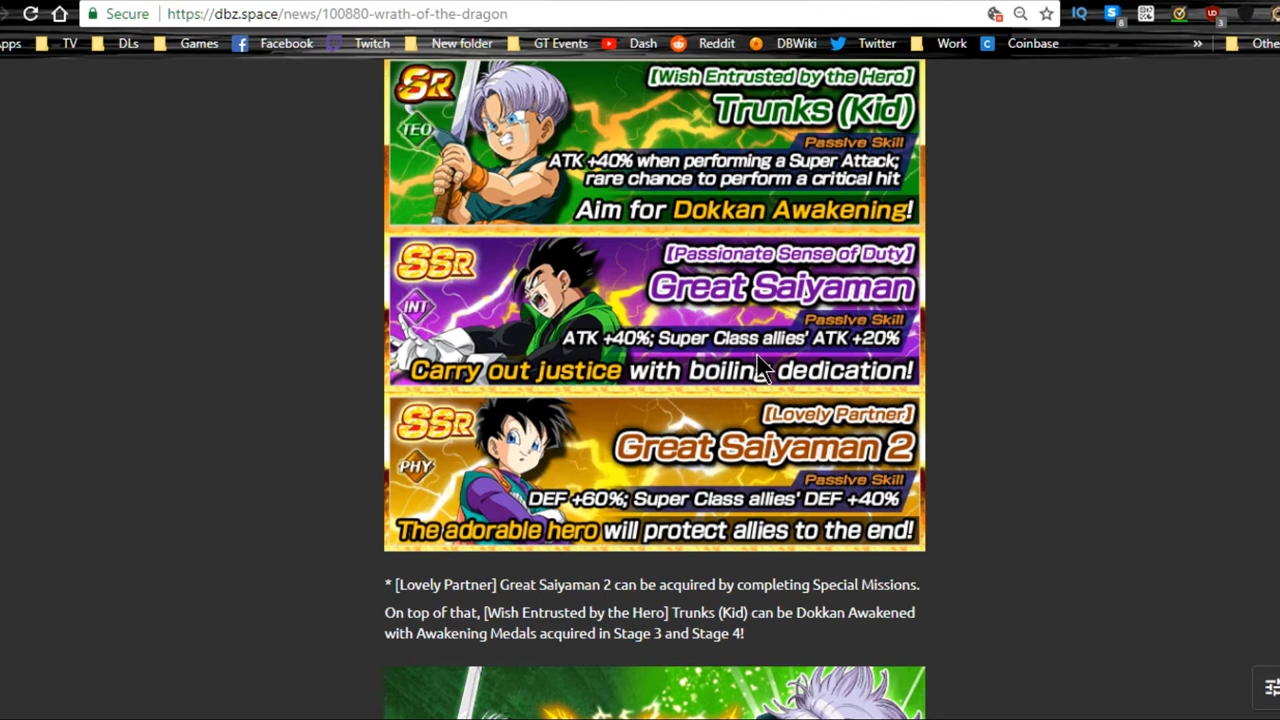 Secure https://dbz.space/news/100880-wrath-of-the-dragon
8
3
Apps TV DLs Games Facebook Twitch New folder GT Events Dash Reddit DBWiki Twitter Work Coinbase » Othe
SR
TEQ
[Wish Entrusted by the Hero]
Trunks (Kid)
Passive Skill
ATK +40% when performing a Super Attack;
rare chance to perform a critical hit
Aim for Dokkan Awakening!
SSR
INT
[Passionate Sense of Duty]
Great Saiyaman
Passive Skill
ATK +40%; Super Class allies' ATK +20%
Carry out justice with boiling dedication!
SSR
PHY
[Lovely Partner]
Great Saiyaman 2
Passive Skill
DEF +60%; Super Class allies' DEF +40%
The adorable hero will protect allies to the end!
* [Lovely Partner] Great Saiyaman 2 can be acquired by completing Special Missions.
On top of that, [Wish Entrusted by the Hero] Trunks (Kid) can be Dokkan Awakened
with Awakening Medals acquired in Stage 3 and Stage 4!